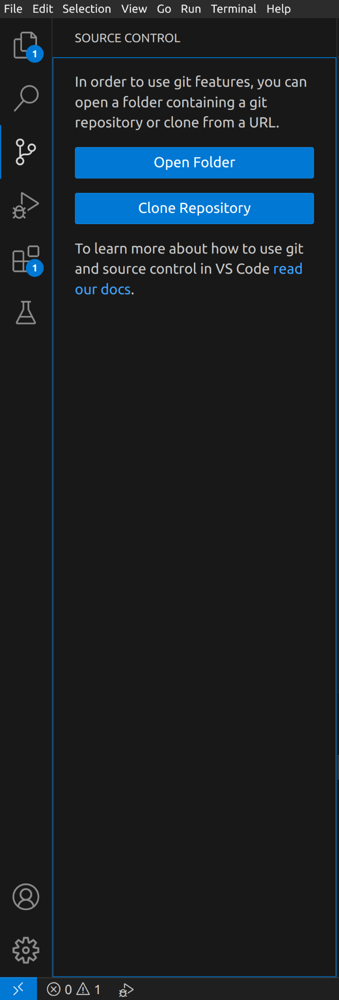 File Edit Selection View Go Run Terminal Help
SOURCE CONTROL
1
In order to use git features, you can
open a folder containing a git
repository or clone from a URL.
Open Folder
Clone Repository
To learn more about how to use git
and source control in VS Code read
our docs.
1
0 1